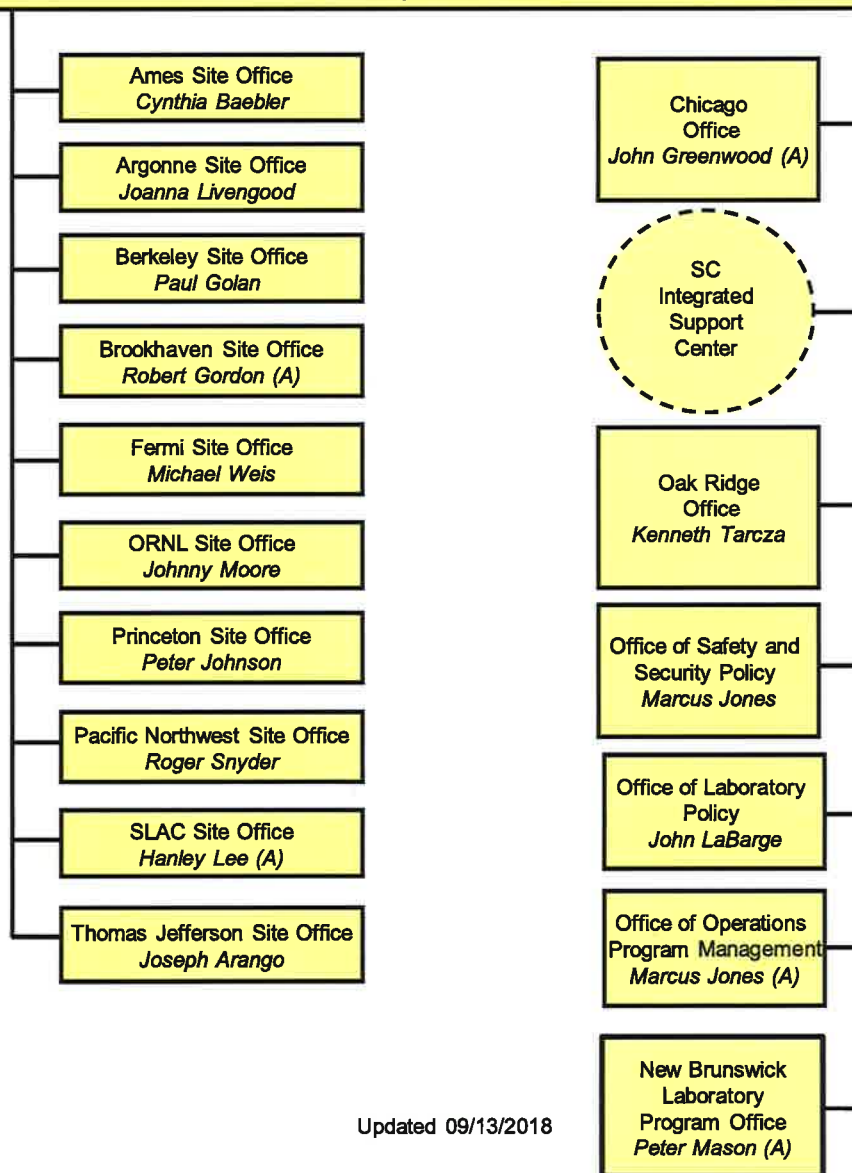 Ames Site Office
Cynthia Baebler
Argonne Site Office
Joanna Livengood
Berkeley Site Office
Paul Golan
Brookhaven Site Office
Robert Gordon (A)
Fermi Site Office
Michael Weis
ORNL Site Office
Johnny Moore
Princeton Site Office
Peter Johnson
Pacific Northwest Site Office
Roger Snyder
SLAC Site Office
Hanley Lee (A)
Thomas Jefferson Site Office
Joseph Arango
Chicago
Office
John Greenwood (A)
SC
Integrated
Support
Center
Oak Ridge
Office
Kenneth Tarcza
Office of Safety and
Security Policy
Marcus Jones
Office of Laboratory
Policy
John LaBarge
Office of Operations
Program Management
Marcus Jones (A)
New Brunswick
Laboratory
Program Office
Peter Mason (A)
Updated 09/13/2018